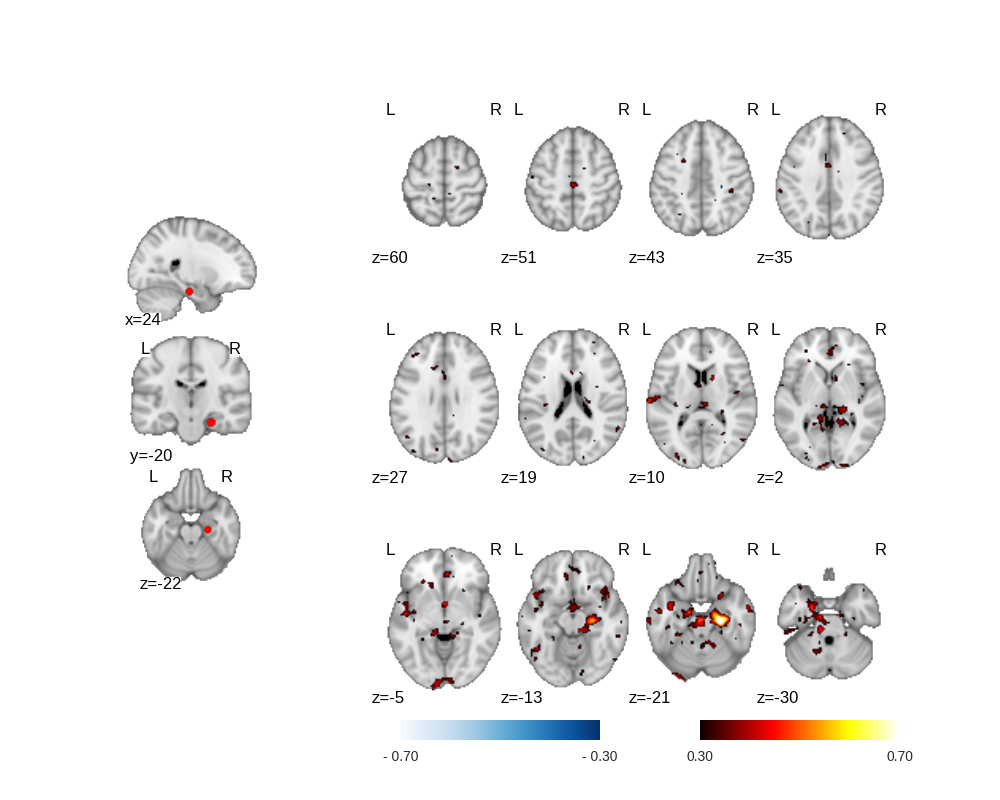 L R L R L R L R
z=60 z=51 z=43 z=35
x=24
L R L R L R L R
L R
y=-20
z=27 z=19 z=10 z=2
L R
z=-22
L R L R L R L R
z=-5 z=-13 z=-21 z=-30
- 0.70 - 0.30 0.30 0.70